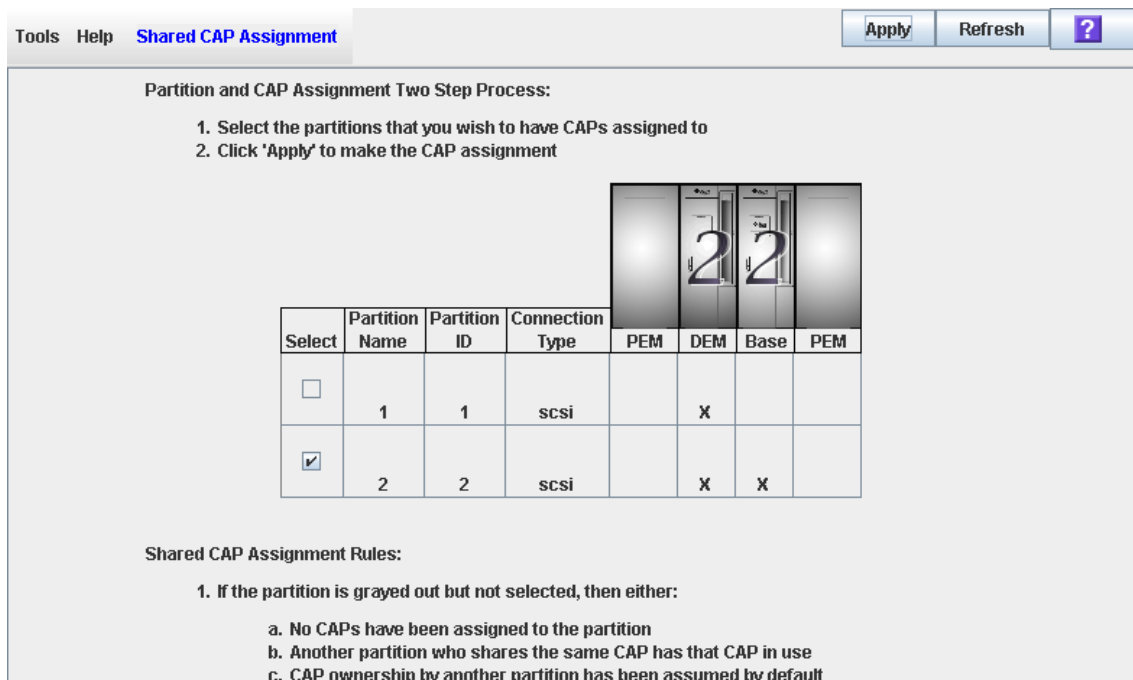 Tools Help Shared CAP Assignment Apply Refresh ?
Partition and CAP Assignment Two Step Process:
1. Select the partitions that you wish to have CAPs assigned to
2. Click 'Apply' to make the CAP assignment
2 2
Select Partition Name Partition ID Connection Type PEM DEM Base PEM
1 1 scsi X
2 2 scsi X X
Shared CAP Assignment Rules:
1. If the partition is grayed out but not selected, then either:
a. No CAPs have been assigned to the partition
b. Another partition who shares the same CAP has that CAP in use
c. CAP ownership by another partition has been assumed by default